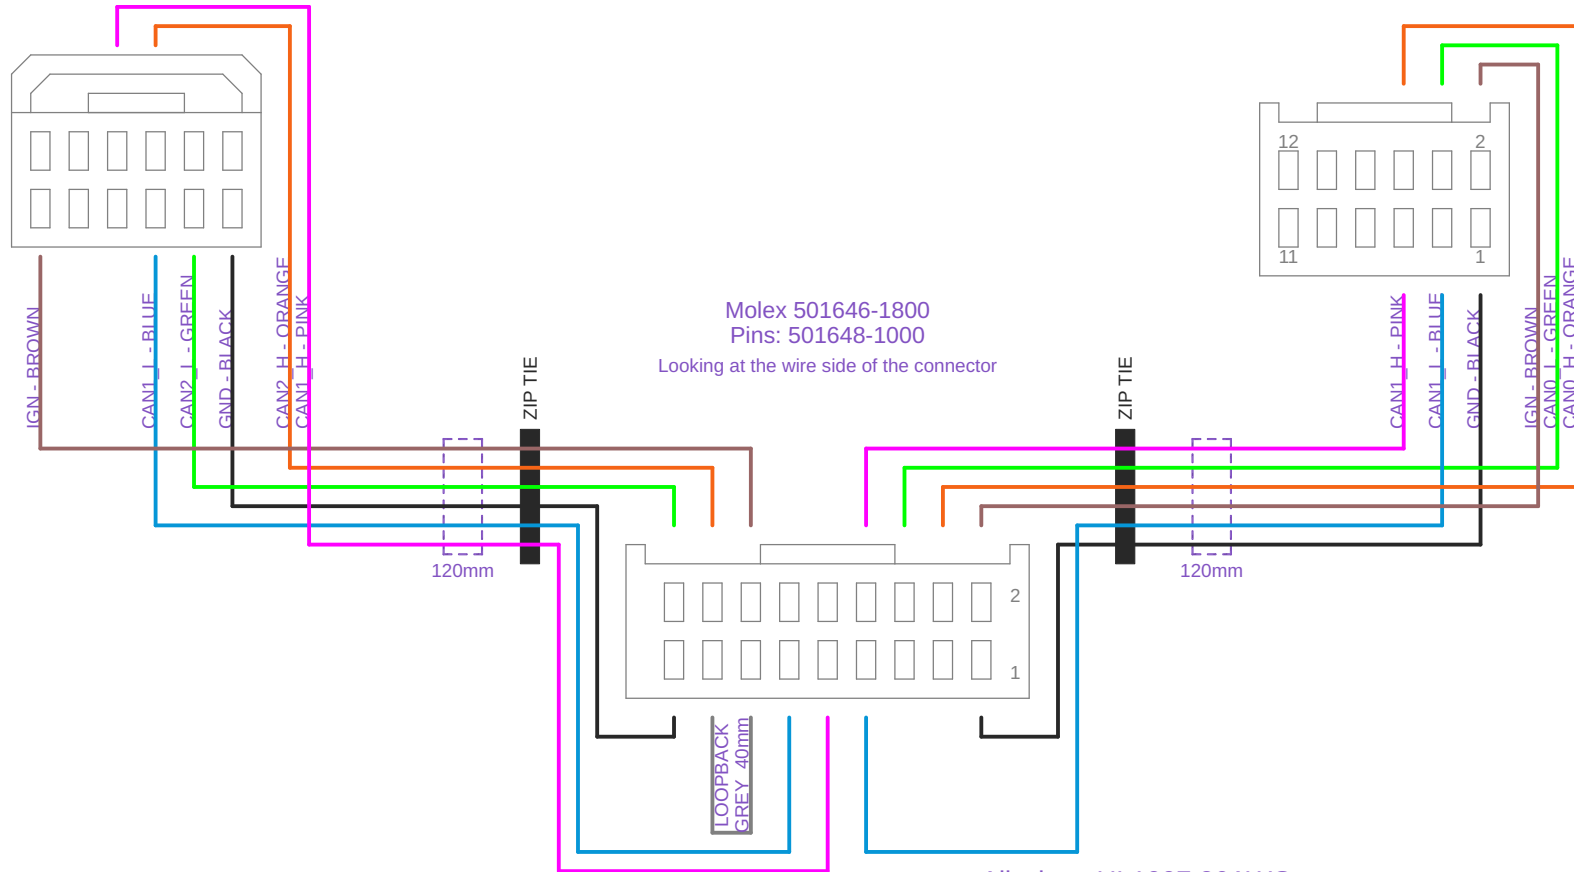 12
2
11
1
IGN - BROWN
CAN1_L - BLUE
CAN2_L - GREEN
GND - BLACK
CAN2_H - ORANGE
CAN1_H - PINK
Molex 501646-1800
Pins: 501648-1000
Looking at the wire side of the connector
ZIP TIE
ZIP TIE
CAN1_H - PINK
CAN1_L - BLUE
GND - BLACK
IGN - BROWN
CAN0_L - GREEN
CAN0_H - ORANGE
120mm
120mm
2
1
LOOPBACK
GREY 40mm